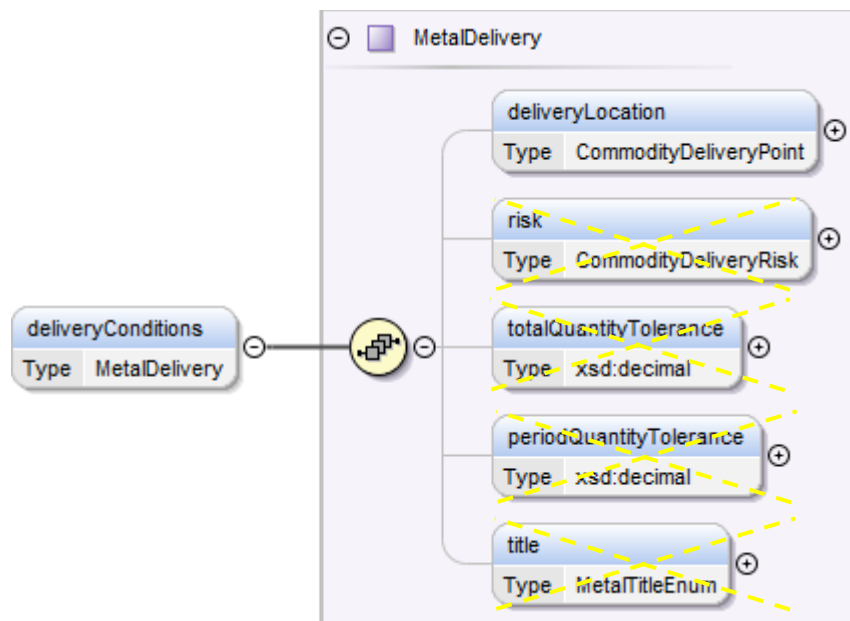 MetalDelivery
deliveryLocation
Type CommodityDeliveryPoint
risk
Type CommodityDeliveryRisk
deliveryConditions
Type MetalDelivery
totalQuantityTolerance
Type xsd:decimal
periodQuantityTolerance
Type xsd:decimal
title
Type MetalTitleEnum